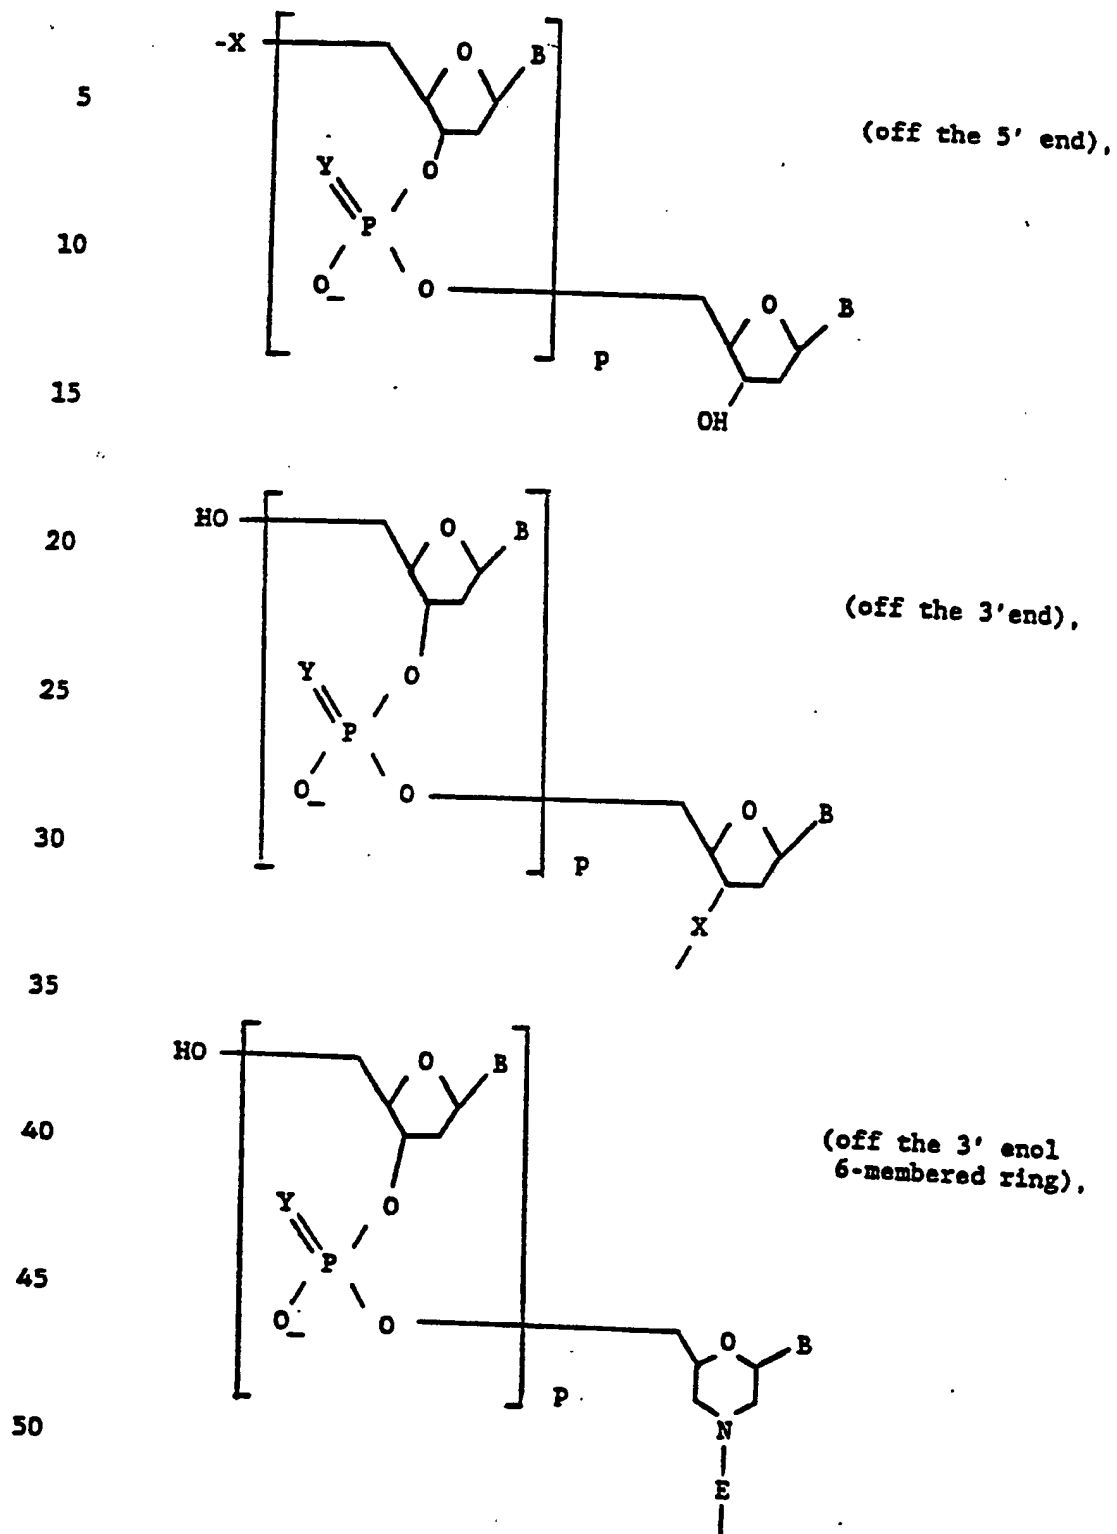 -X O B
5
(off the 5' end),
Y O
P
10
O_ O O B
P
15
OH
HO O B
20
(off the 3'end),
Y O
25
P
O_ O O B
30
P
X
35
HO O B
40
(off the 3' enol
6-membered ring),
Y O
P
45
O_ O O B
P
50
N
E